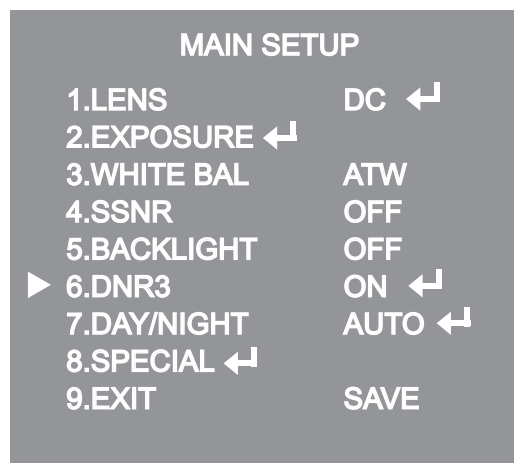 MAIN SETUP
1.LENS DC ↵
2.EXPOSURE ↵
3.WHITE BAL ATW
4.SSNR OFF
5.BACKLIGHT OFF
6.DNR3 ON ↵
7.DAY/NIGHT AUTO ↵
8.SPECIAL ↵
9.EXIT SAVE